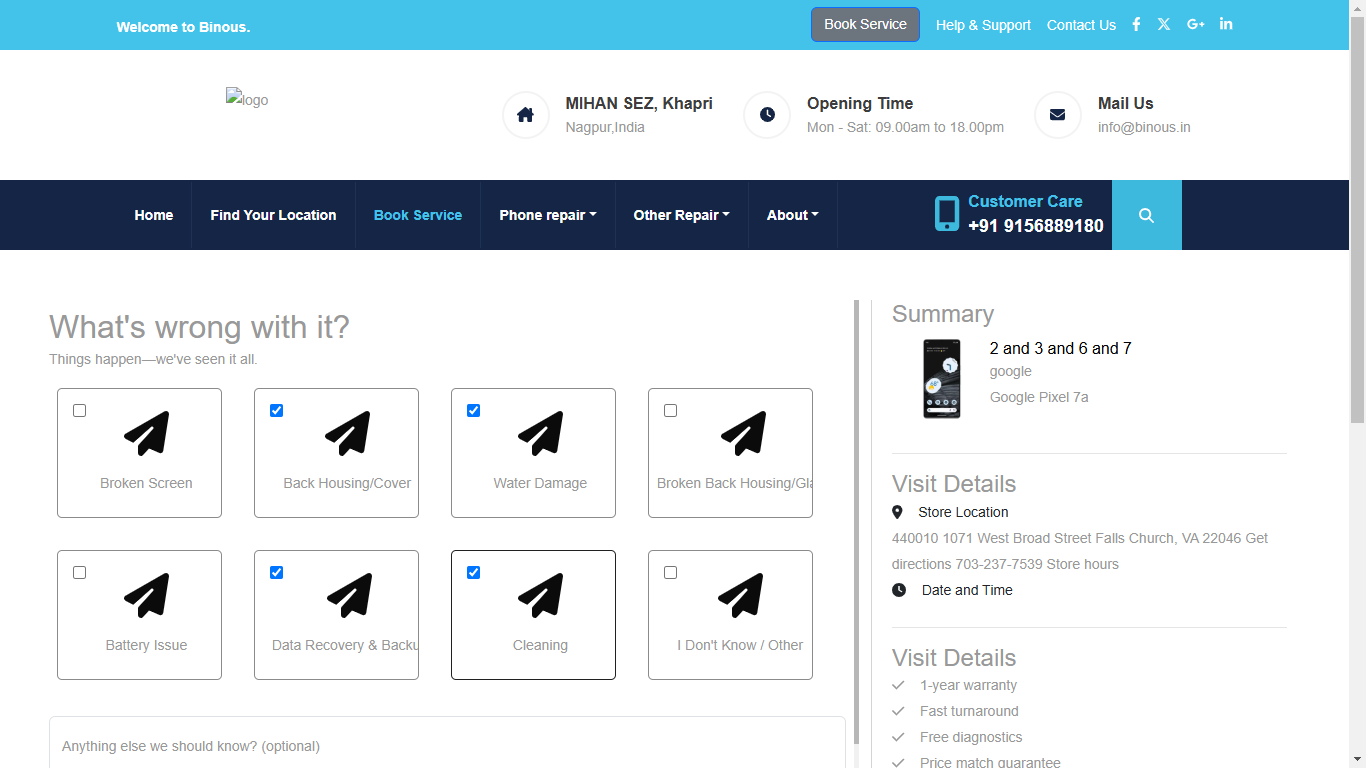 Welcome to Binous.
Book Service
Help & Support
Contact Us
logo
MIHAN SEZ, Khapri
Nagpur,India
Opening Time
Mon - Sat: 09.00am to 18.00pm
Mail Us
info@binous.in
Home
Find Your Location
Book Service
Phone repair
Other Repair
About
Customer Care
+91 9156889180
What's wrong with it?
Things happen—we've seen it all.
Broken Screen
Back Housing/Cover
Water Damage
Broken Back Housing/Gla
Battery Issue
Data Recovery & Backu
Cleaning
I Don't Know / Other
Anything else we should know? (optional)
Summary
2 and 3 and 6 and 7
google
Google Pixel 7a
Visit Details
Store Location
440010 1071 West Broad Street Falls Church, VA 22046 Get
directions 703-237-7539 Store hours
Date and Time
Visit Details
1-year warranty
Fast turnaround
Free diagnostics
Price match guarantee